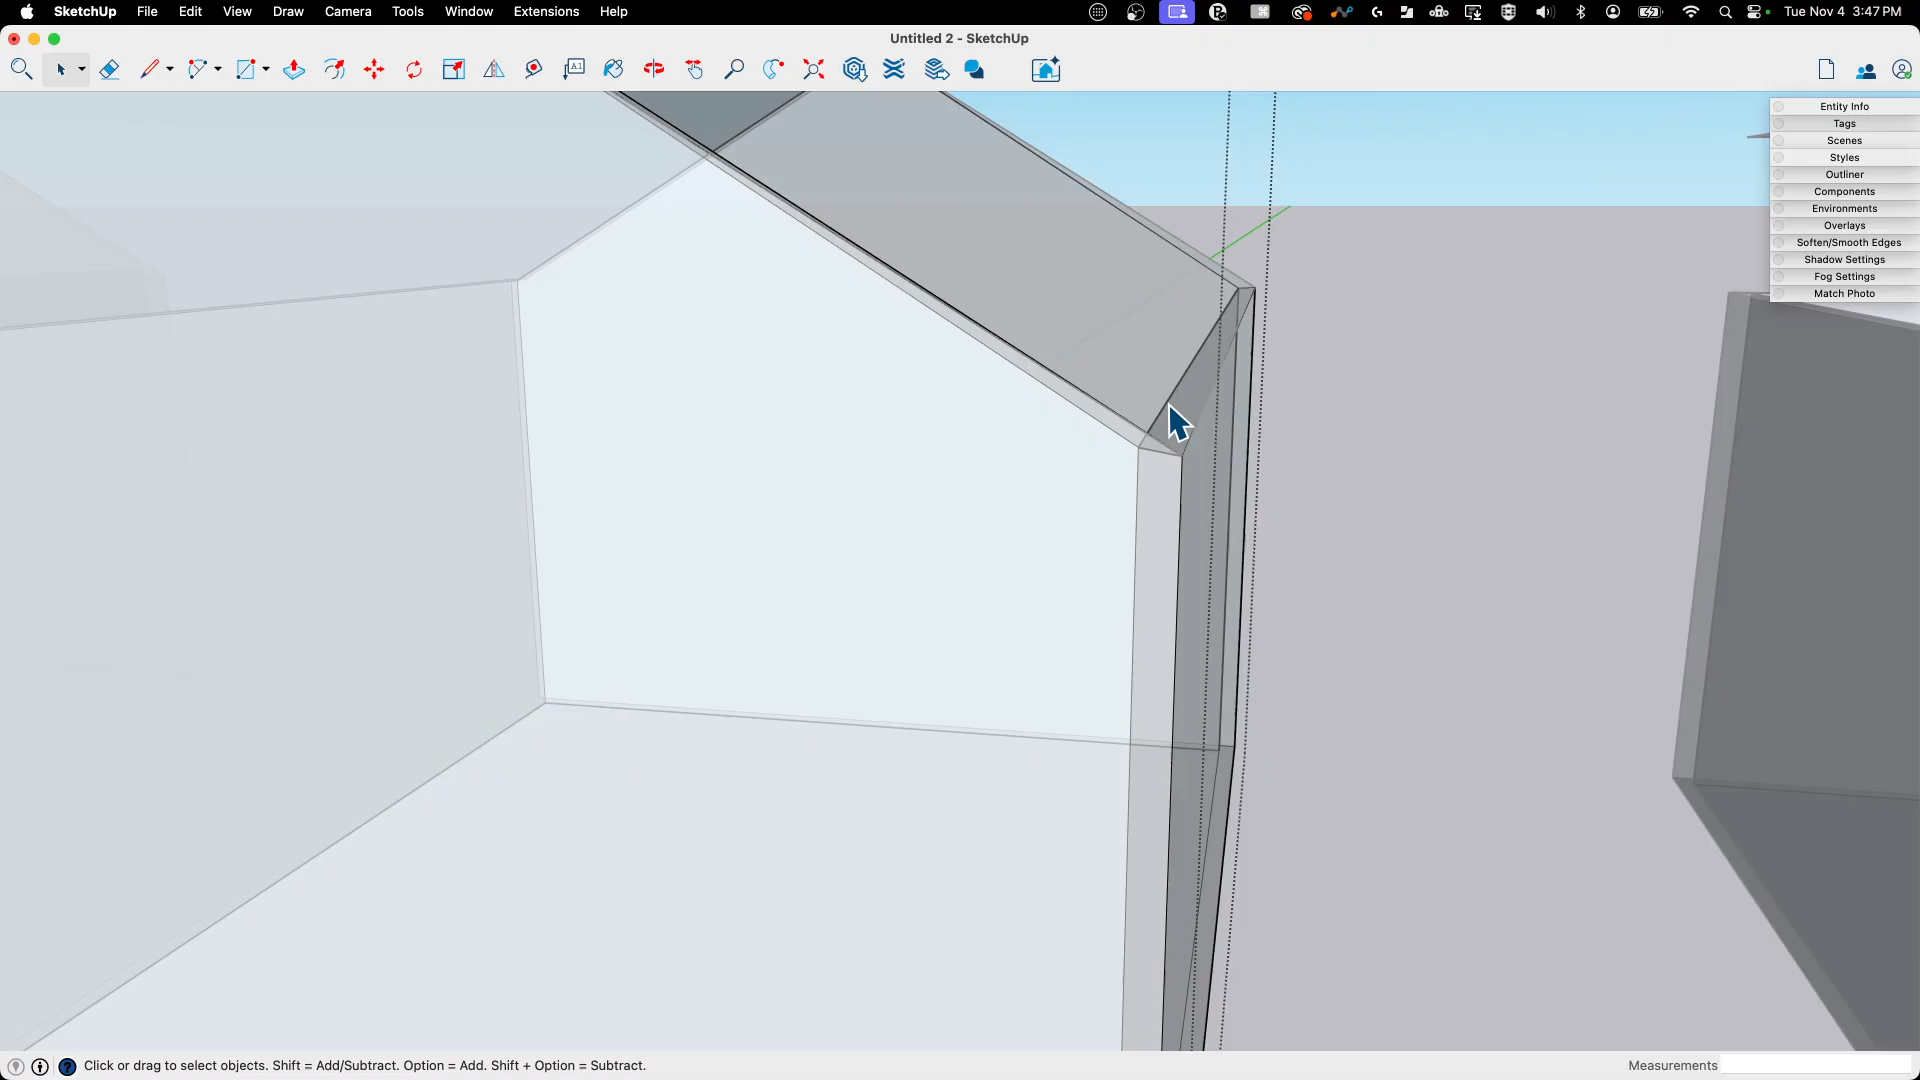 SketchUp File Edit View Draw Camera Tools Window Extensions Help Tue Nov 4 3:47 PM
Untitled 2 - SketchUp
A1
Entity Info
Tags
Scenes
Styles
Outliner
Components
Environments
Overlays
Soften/Smooth Edges
Shadow Settings
Fog Settings
Match Photo
Click or drag to select objects. Shift = Add/Subtract. Option = Add. Shift + Option = Subtract. Measurements